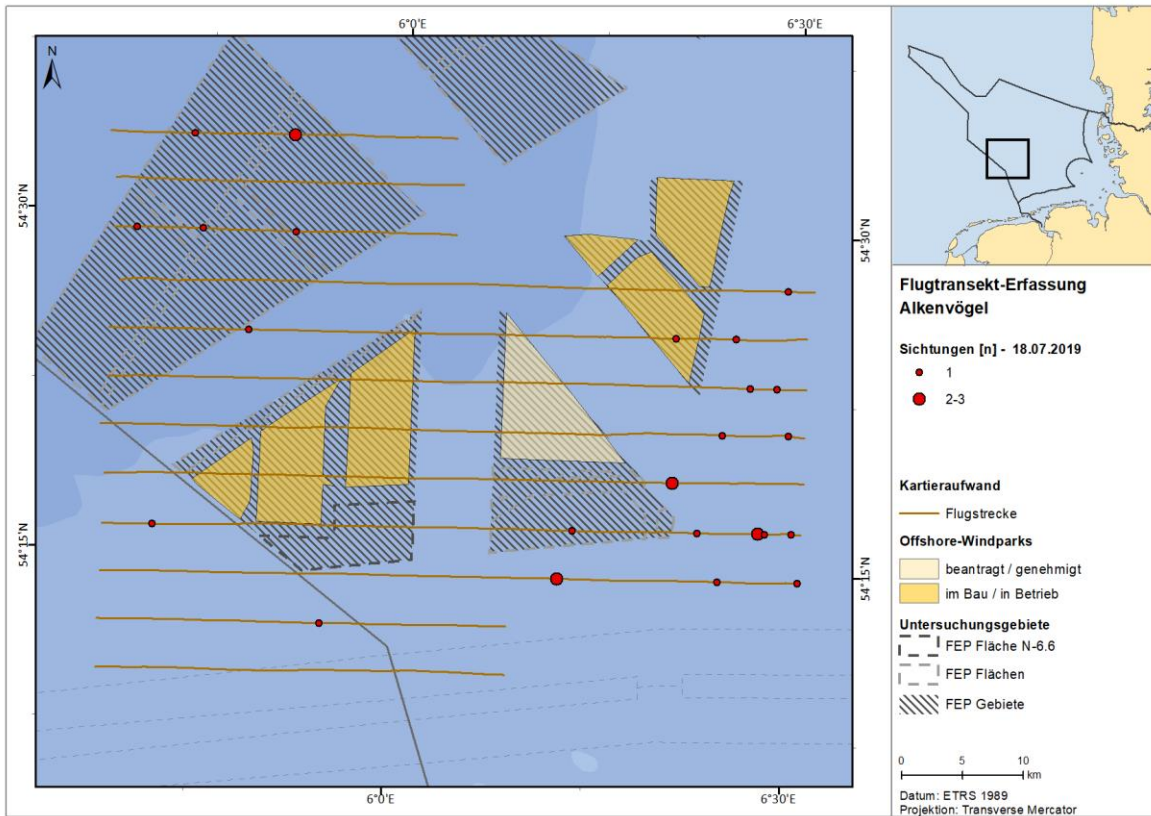 6°0'E
6°30'E
N
54°30'N
54°30'N
54°15'N
54°15'N
6°0'E
6°30'E
Flugtransekt-Erfassung
Alkenvögel
Sichtungen [n] - 18.07.2019
1
2-3
Kartieraufwand
Flugstrecke
Offshore-Windparks
beantragt / genehmigt
im Bau / in Betrieb
Untersuchungsgebiete
FEP Fläche N-6.6
FEP Flächen
FEP Gebiete
0 5 10
km
Datum: ETRS 1989
Projektion: Transverse Mercator